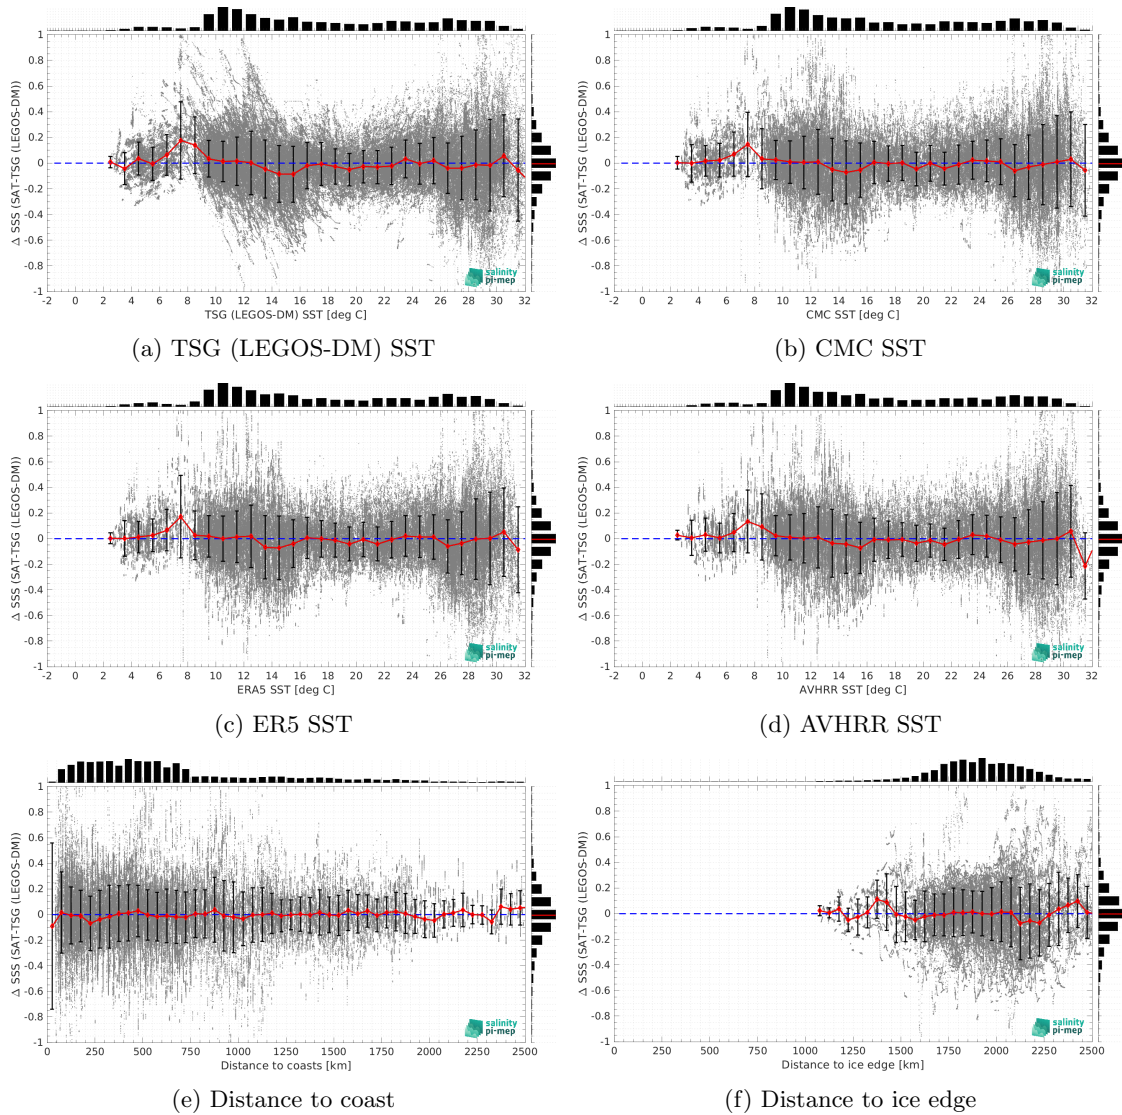 Δ SSS (SAT-TSG (LEGOS-DM))
1
0.8
0.6
0.4
0.2
0
-0.2
-0.4
-0.6
-0.8
-1
salinity
pi-mep
-2 0 2 4 6 8 10 12 14 16 18 20 22 24 26 28 30 32
TSG (LEGOS-DM) SST [deg C]
(a) TSG (LEGOS-DM) SST
Δ SSS (SAT-TSG (LEGOS-DM))
1
0.8
0.6
0.4
0.2
0
-0.2
-0.4
-0.6
-0.8
-1
salinity
pi-mep
-2 0 2 4 6 8 10 12 14 16 18 20 22 24 26 28 30 32
CMC SST [deg C]
(b) CMC SST
Δ SSS (SAT-TSG (LEGOS-DM))
1
0.8
0.6
0.4
0.2
0
-0.2
-0.4
-0.6
-0.8
-1
salinity
pi-mep
-2 0 2 4 6 8 10 12 14 16 18 20 22 24 26 28 30 32
ERA5 SST [deg C]
(c) ER5 SST
Δ SSS (SAT-TSG (LEGOS-DM))
1
0.8
0.6
0.4
0.2
0
-0.2
-0.4
-0.6
-0.8
-1
salinity
pi-mep
-2 0 2 4 6 8 10 12 14 16 18 20 22 24 26 28 30 32
AVHRR SST [deg C]
(d) AVHRR SST
Δ SSS (SAT-TSG (LEGOS-DM))
1
0.8
0.6
0.4
0.2
0
-0.2
-0.4
-0.6
-0.8
-1
salinity
pi-mep
0 250 500 750 1000 1250 1500 1750 2000 2250 2500
Distance to coasts [km]
(e) Distance to coast
Δ SSS (SAT-TSG (LEGOS-DM))
1
0.8
0.6
0.4
0.2
0
-0.2
-0.4
-0.6
-0.8
-1
salinity
pi-mep
0 250 500 750 1000 1250 1500 1750 2000 2250 2500
Distance to ice edge [km]
(f) Distance to ice edge